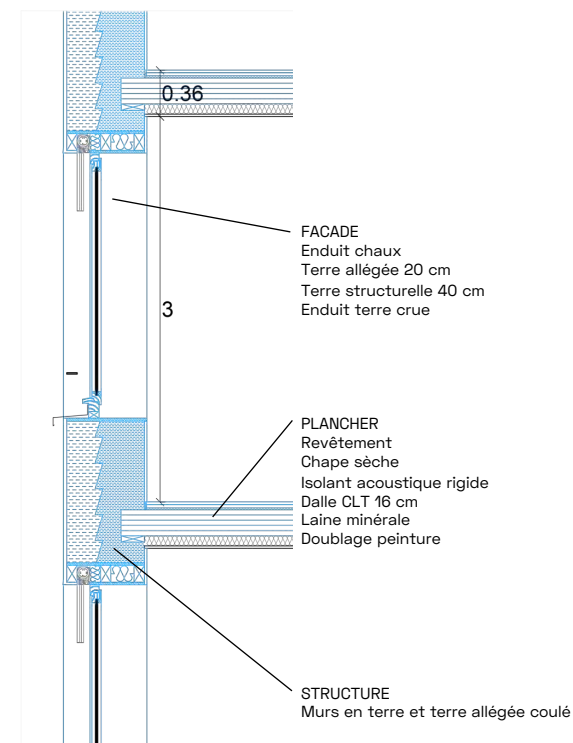 0.36
FACADE
Enduit chaux
Terre allégée 20 cm
Terre structurelle 40 cm
Enduit terre crue
3
PLANCHER
Revêtement
Chape sèche
Isolant acoustique rigide
Dalle CLT 16 cm
Laine minérale
Doublage peinture
STRUCTURE
Murs en terre et terre allégée coulé